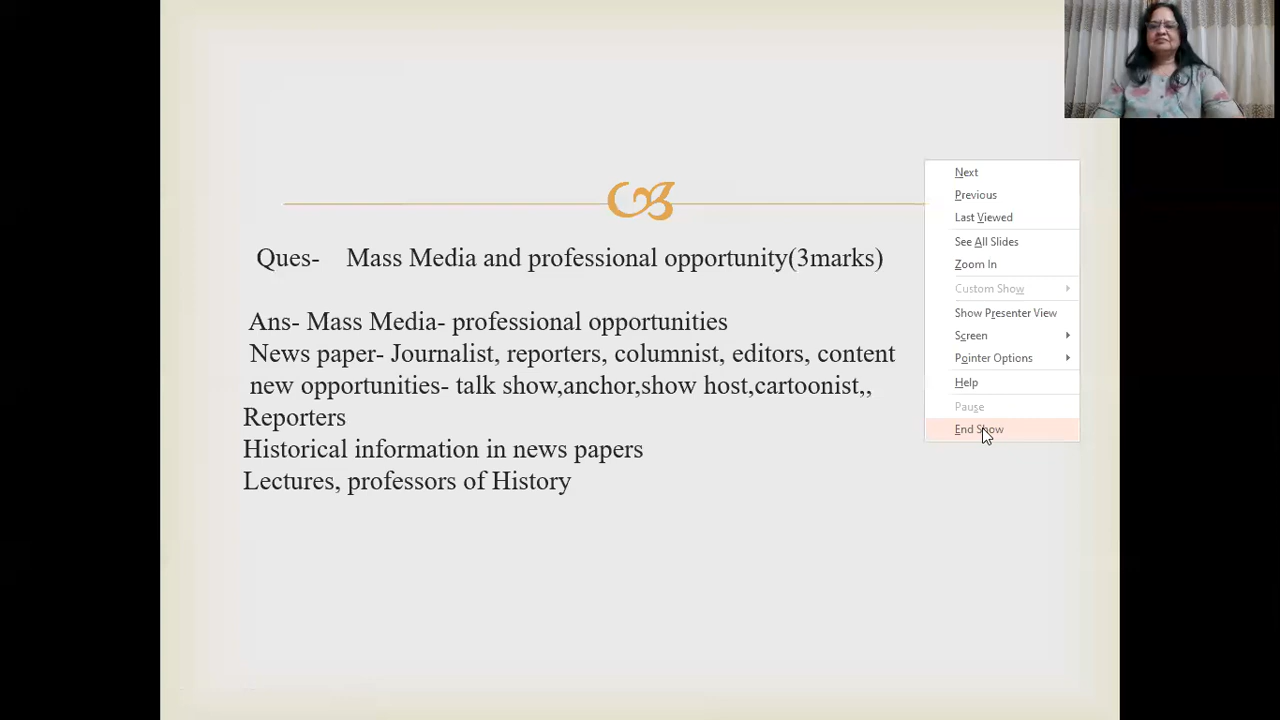 Ques- Mass Media and professional opportunity(3marks)
Ans- Mass Media- professional opportunities
News paper- Journalist, reporters, columnist, editors, content
new opportunities- talk show,anchor,show host,cartoonist,,
Reporters
Historical information in news papers
Lectures, professors of History
Next
Previous
Last Viewed
See All Slides
Zoom In
Custom Show
Show Presenter View
Screen
Pointer Options
Help
Pause
End Show